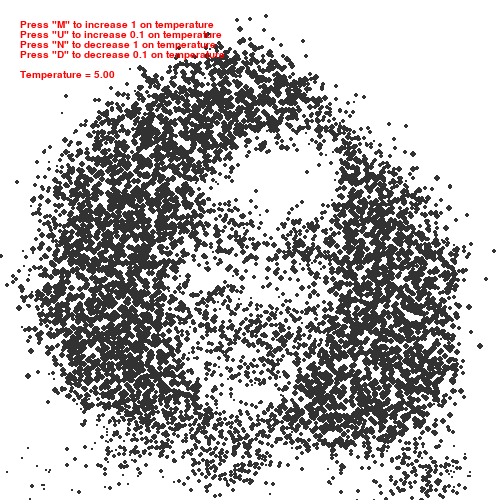 Press "M" to increase 1 on temperature
Press "U" to increase 0.1 on temperature
Press "N" to decrease 1 on temperature
Press "D" to decrease 0.1 on temperature
Temperature = 5.00